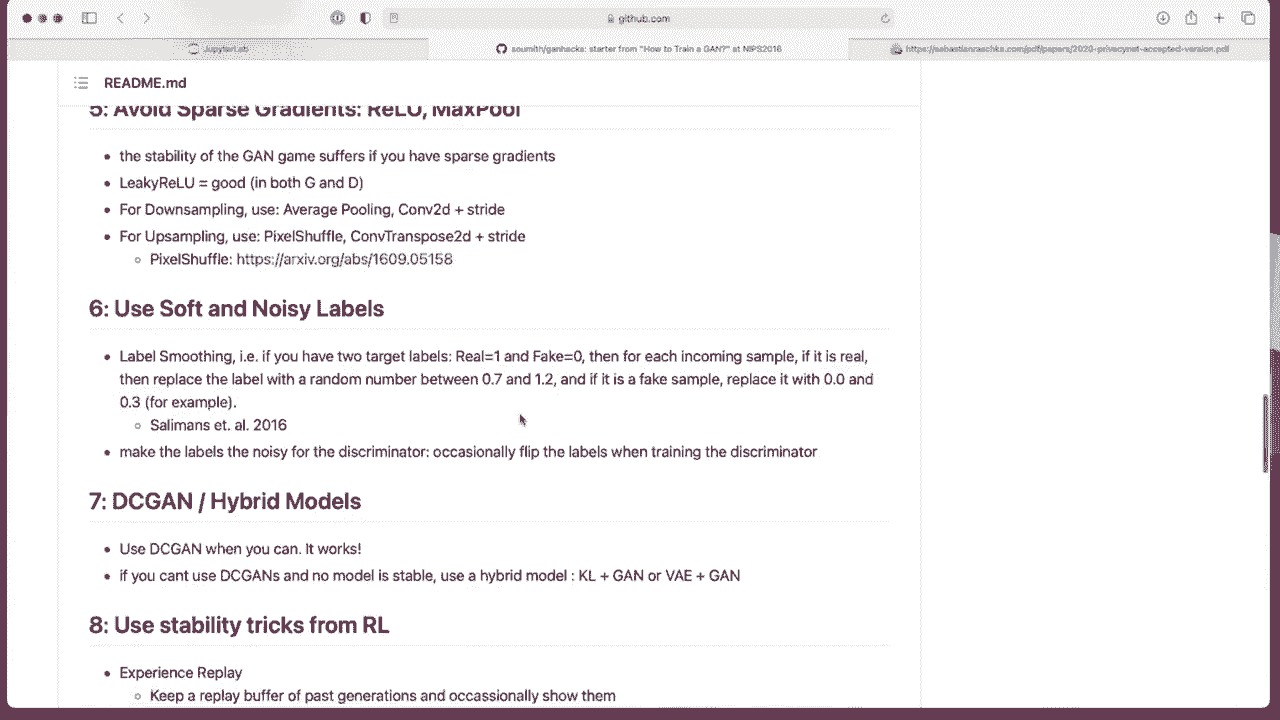 github.com
JupyterLab
soumith/ganhacks: starter from "How to Train a GAN?" at NIPS2016
https://sebastianraschka.com/pdf/papers/2020-privacynet-accepted-version.pdf
README.md
5: Avoid Sparse Gradients: ReLU, MaxPool
the stability of the GAN game suffers if you have sparse gradients
LeakyReLU = good (in both G and D)
For Downsampling, use: Average Pooling, Conv2d + stride
For Upsampling, use: PixelShuffle, ConvTranspose2d + stride
PixelShuffle: https://arxiv.org/abs/1609.05158
6: Use Soft and Noisy Labels
Label Smoothing, i.e. if you have two target labels: Real=1 and Fake=0, then for each incoming sample, if it is real,
then replace the label with a random number between 0.7 and 1.2, and if it is a fake sample, replace it with 0.0 and
0.3 (for example).
Salimans et. al. 2016
make the labels the noisy for the discriminator: occasionally flip the labels when training the discriminator
7: DCGAN / Hybrid Models
Use DCGAN when you can. It works!
if you cant use DCGANs and no model is stable, use a hybrid model : KL + GAN or VAE + GAN
8: Use stability tricks from RL
Experience Replay
Keep a replay buffer of past generations and occassionally show them